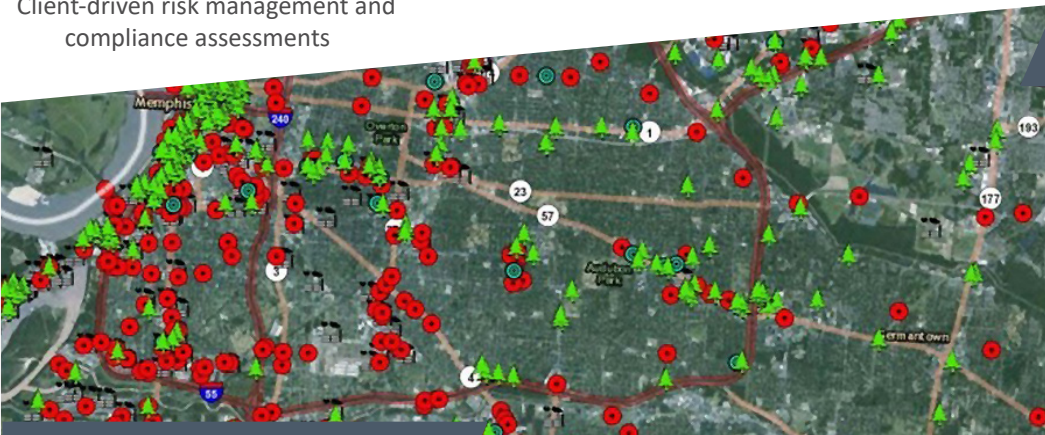 Client-driven risk management and
compliance assessments
Memphis
240
Overton
Park
1
193
23
177
57
Audubon
Park
3
Germantown
4
55